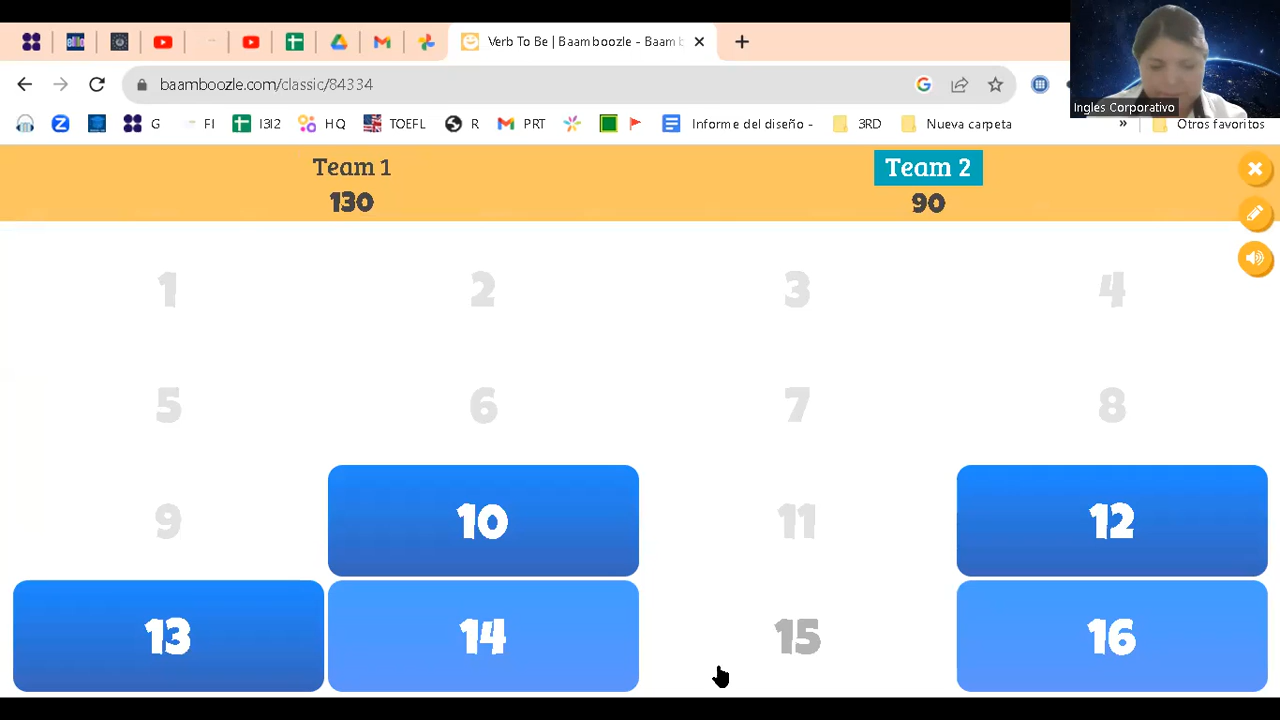 Verb To Be | Baamboozle - Baamb
baamboozle.com/classic/84334
Ingles Corporativo
G FI I3I2 HQ TOEFL R PRT Informe del diseño - 3RD Nueva carpeta » Otros favoritos
Team 1 Team 2
130 90
1 2 3 4
5 6 7 8
9 10 11 12
13 14 15 16